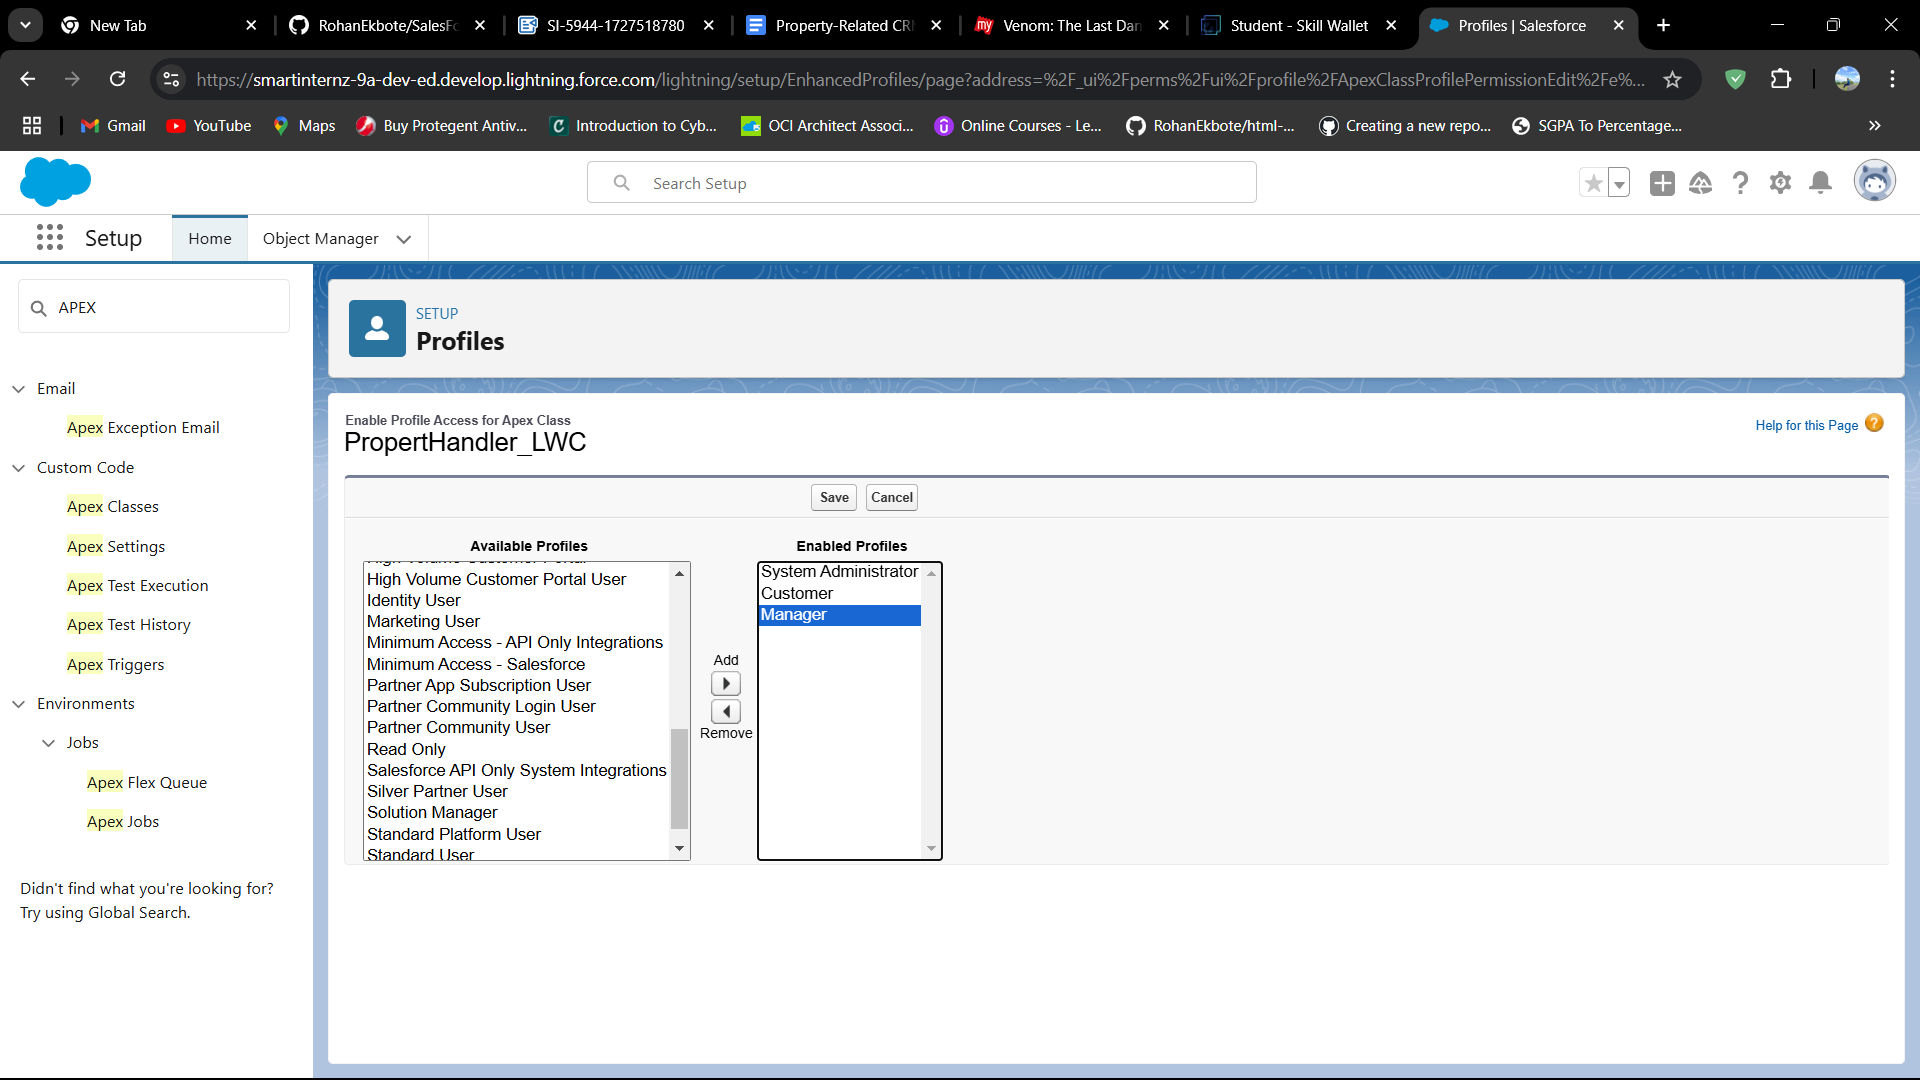 New Tab
RohanEkbote/SalesFo
SI-5944-1727518780
Property-Related CRM
my
Venom: The Last Dan
Student - Skill Wallet
Profiles | Salesforce
https://smartinternz-9a-dev-ed.develop.lightning.force.com/lightning/setup/EnhancedProfiles/page?address=%2F_ui%2Fperms%2Fui%2Fprofile%2FApexClassProfilePermissionEdit%2Fe%...
Gmail
YouTube
Maps
Buy Protegent Antiv...
Introduction to Cyb...
OCI Architect Associ...
Online Courses - Le...
RohanEkbote/html-...
Creating a new repo...
SGPA To Percentage...
Search Setup
Setup
Home
Object Manager
APEX
Email
Apex Exception Email
Custom Code
Apex Classes
Apex Settings
Apex Test Execution
Apex Test History
Apex Triggers
Environments
Jobs
Apex Flex Queue
Apex Jobs
Didn't find what you're looking for?
Try using Global Search.
SETUP
Profiles
Enable Profile Access for Apex Class
PropertHandler_LWC
Help for this Page
Save
Cancel
Available Profiles
High Volume Customer Portal
High Volume Customer Portal User
Identity User
Marketing User
Minimum Access - API Only Integrations
Minimum Access - Salesforce
Partner App Subscription User
Partner Community Login User
Partner Community User
Read Only
Salesforce API Only System Integrations
Silver Partner User
Solution Manager
Standard Platform User
Standard User
Add
Remove
Enabled Profiles
System Administrator
Customer
Manager